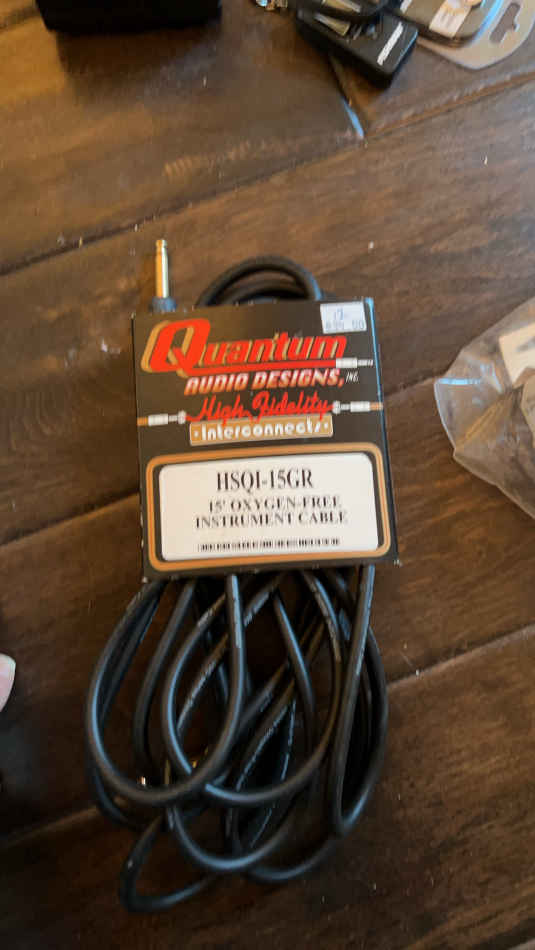 Quantum
AUDIO DESIGNS, INC.
High Fidelity
Interconnects
HSQI-15GR
15' OXYGEN-FREE
INSTRUMENT CABLE